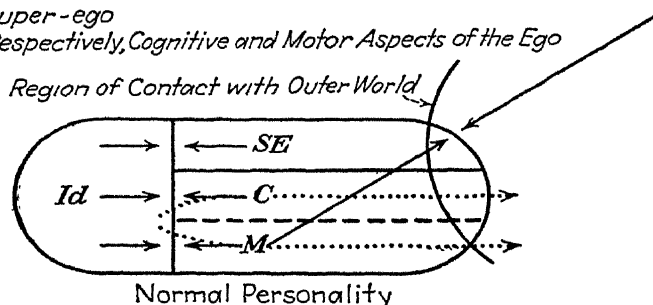 uper-ego
espectively, Cognitive and Motor Aspects of the Ego
Region of Contact with Outer World
SE
Id C
M
Normal Personality